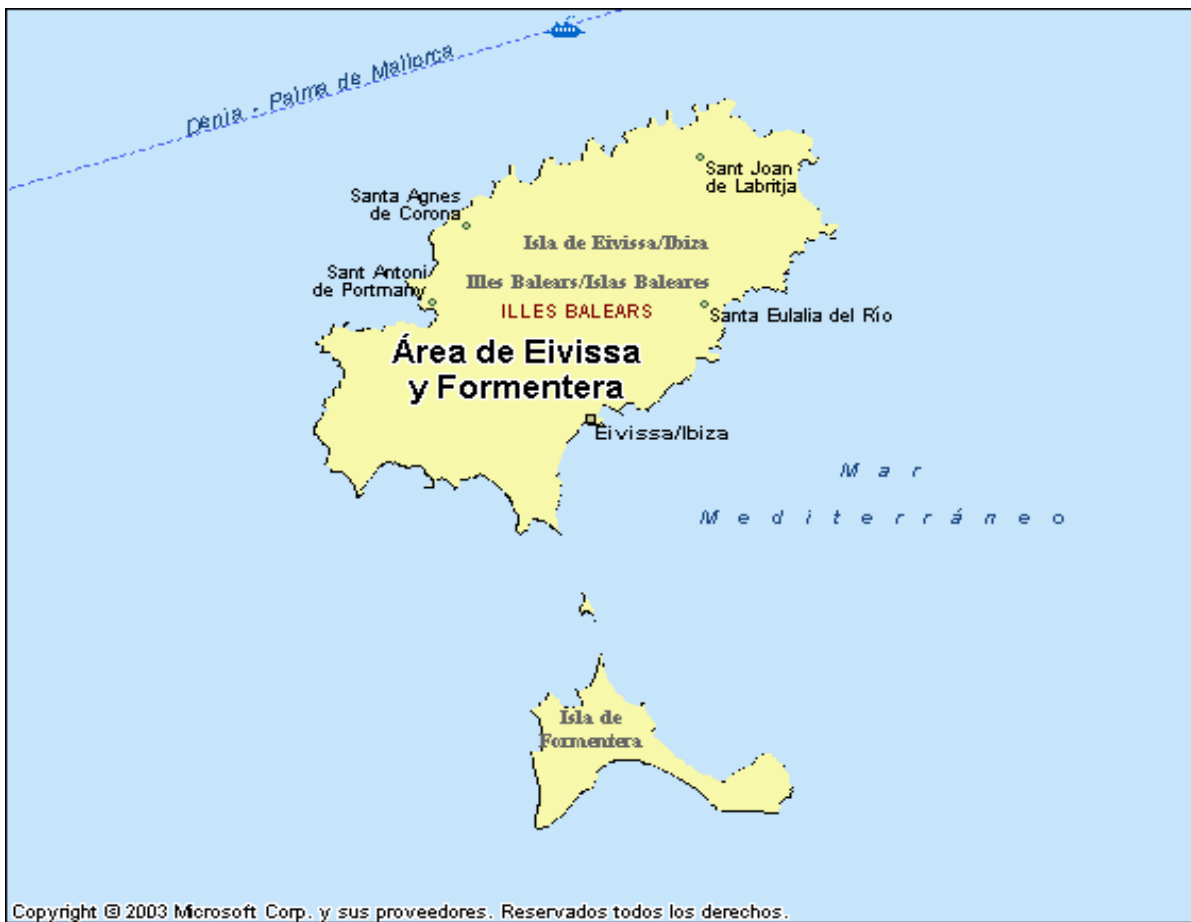 Denia - Palma de Mallorca
Sant Joan
de Labritja
Santa Agnes
de Corona
Isla de Eivissa/Ibiza
Sant Antoni
de Portmany
Illes Balears/Islas Baleares
ILLES BALEARS
Santa Eulalia del Río
Área de Eivissa
y Formentera
Eivissa/Ibiza
Mar
Mediterráneo
Isla de
Formentera
Copyright © 2003 Microsoft Corp. y sus proveedores. Reservados todos los derechos.